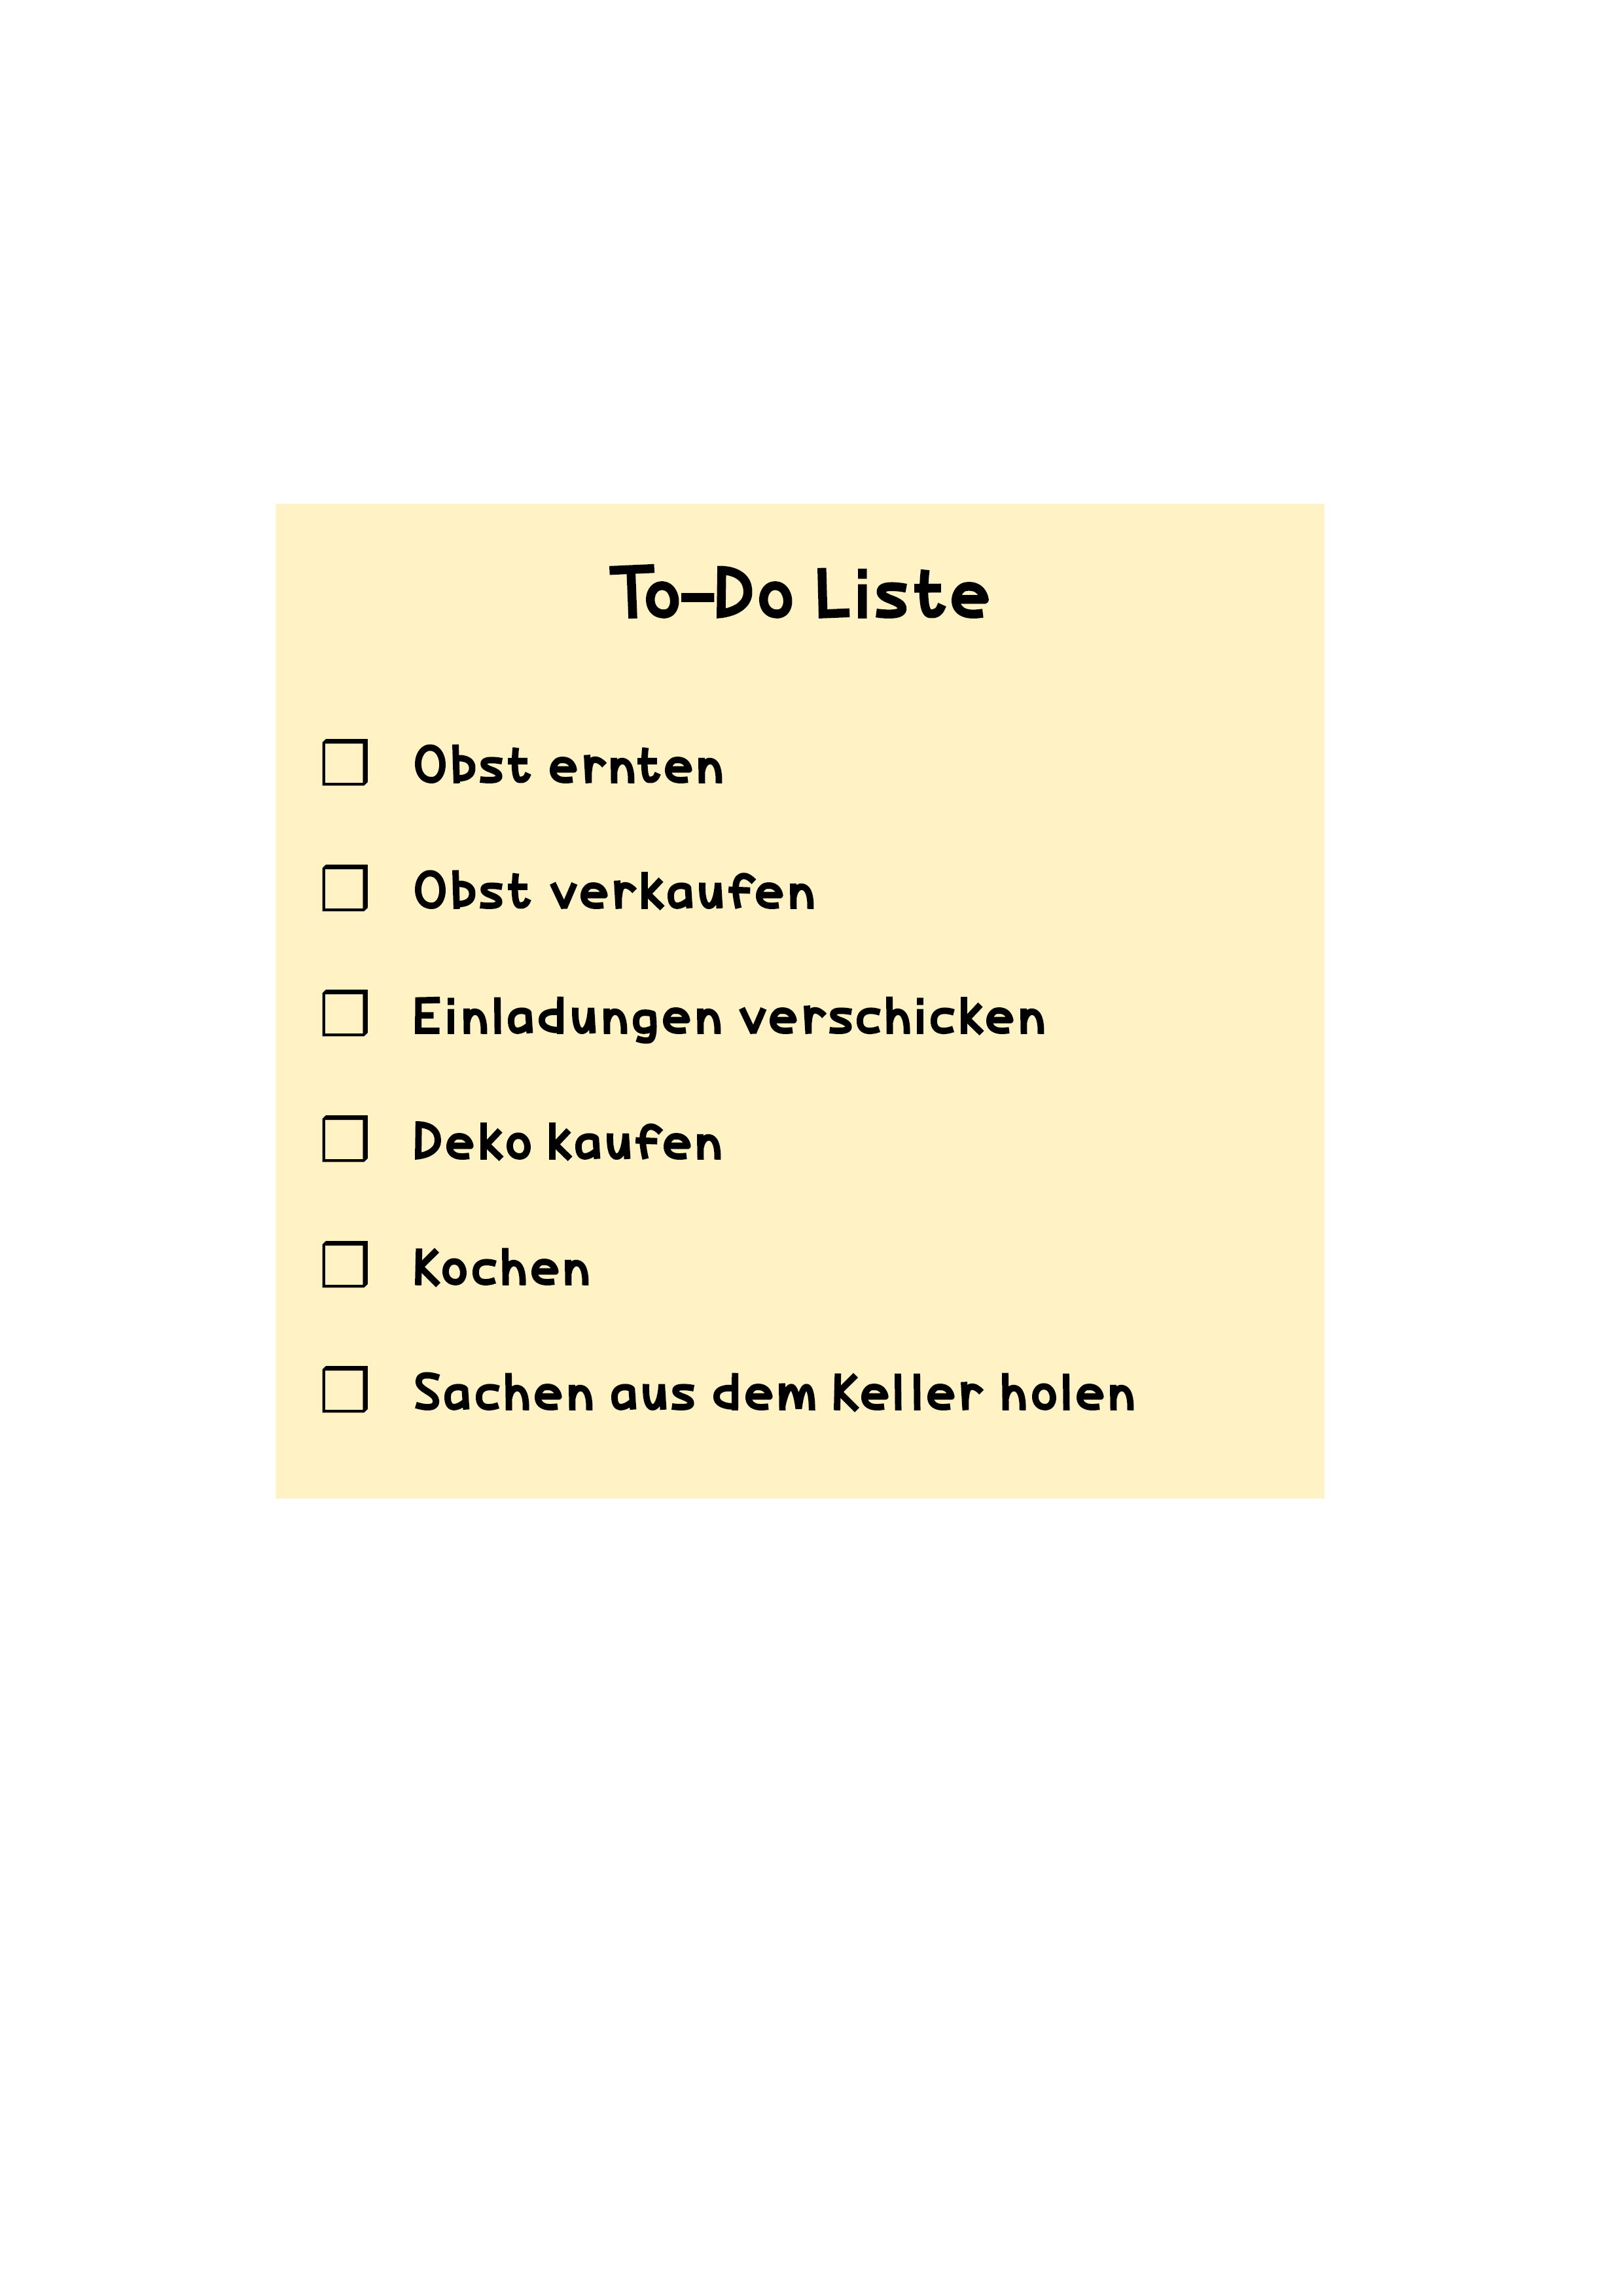 To-Do Liste
Obst ernten
Obst verkaufen
Einladungen verschicken
Deko kaufen
Kochen
Sachen aus dem Keller holen